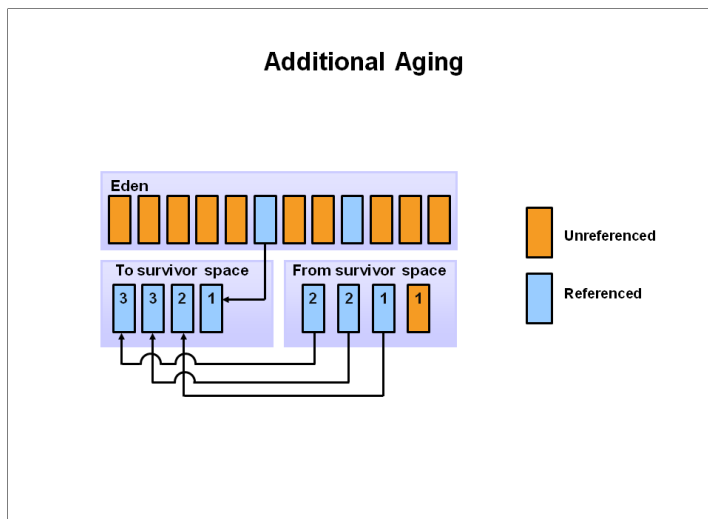 Additional Aging
Eden
To survivor space
From survivor space
3 3 2 1
2 2 1 1
Unreferenced
Referenced